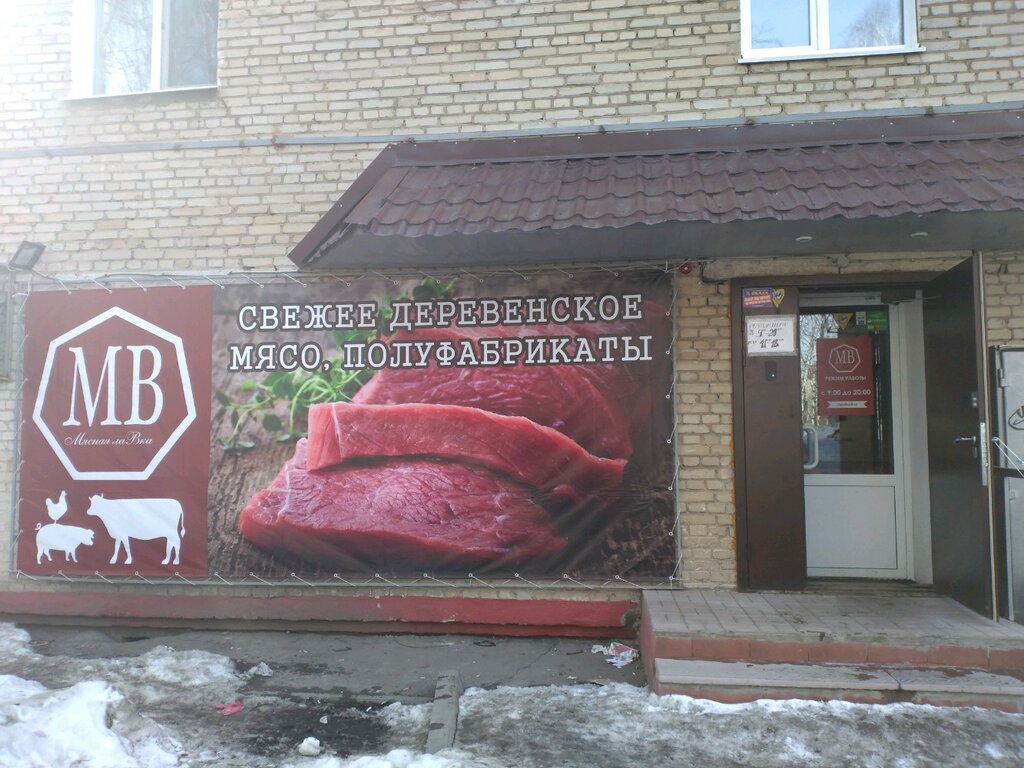 СВЕЖЕЕ ДЕРЕВЕНСКОЕ
МЯСО, ПОЛУФАБРИКАТЫ
МВ
Мясная лаВка
МВ
РЕЖИМ РАБОТЫ
с 9:00 до 20:00